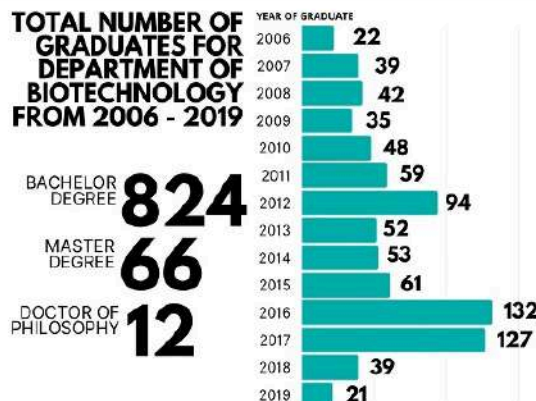 TOTAL NUMBER OF
GRADUATES FOR
DEPARTMENT OF
BIOTECHNOLOGY
FROM 2006 - 2019
BACHELOR
DEGREE 824
MASTER
DEGREE 66
DOCTOR OF
PHILOSOPHY 12
YEAR OF GRADUATE
2006 22
2007 39
2008 42
2009 35
2010 48
2011 59
2012 94
2013 52
2014 53
2015 61
2016 132
2017 127
2018 39
2019 21